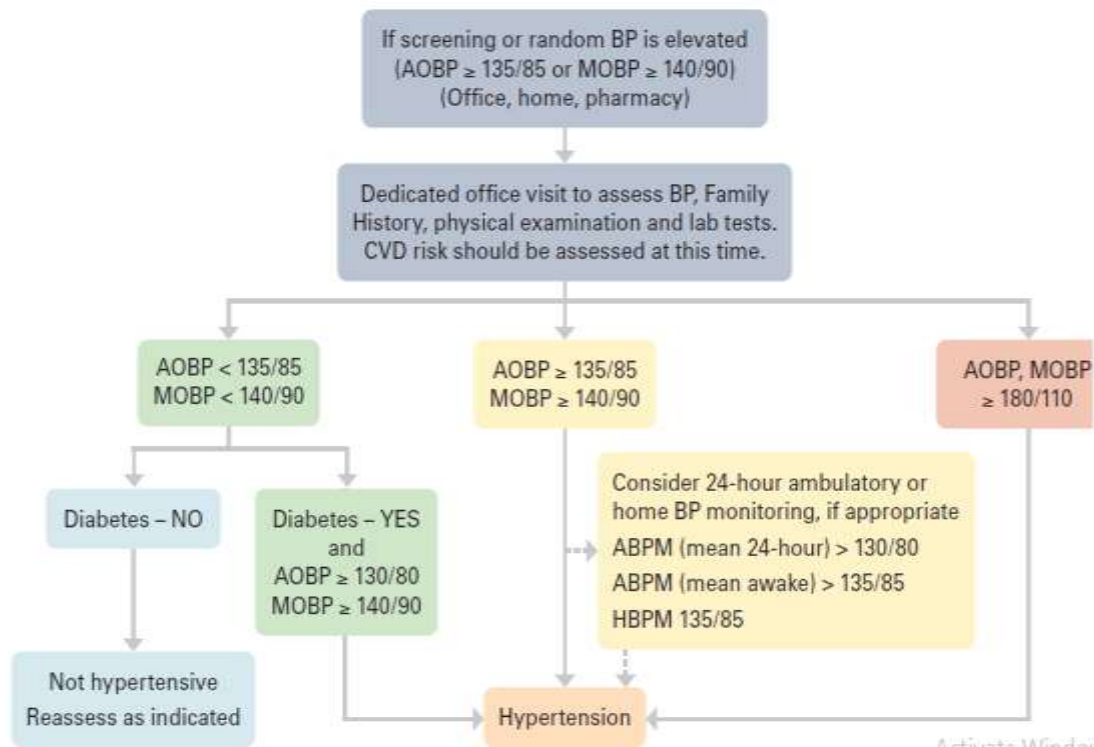 If screening or random BP is elevated
(AOBP ≥ 135/85 or MOBP ≥ 140/90)
(Office, home, pharmacy)
Dedicated office visit to assess BP, Family
History, physical examination and lab tests.
CVD risk should be assessed at this time.
AOBP < 135/85
MOBP < 140/90
AOBP ≥ 135/85
MOBP ≥ 140/90
AOBP, MOBP
≥ 180/110
Diabetes – NO
Diabetes – YES
and
AOBP ≥ 130/80
MOBP ≥ 140/90
Consider 24-hour ambulatory or
home BP monitoring, if appropriate
ABPM (mean 24-hour) > 130/80
ABPM (mean awake) > 135/85
HBPM 135/85
Not hypertensive
Reassess as indicated
Hypertension